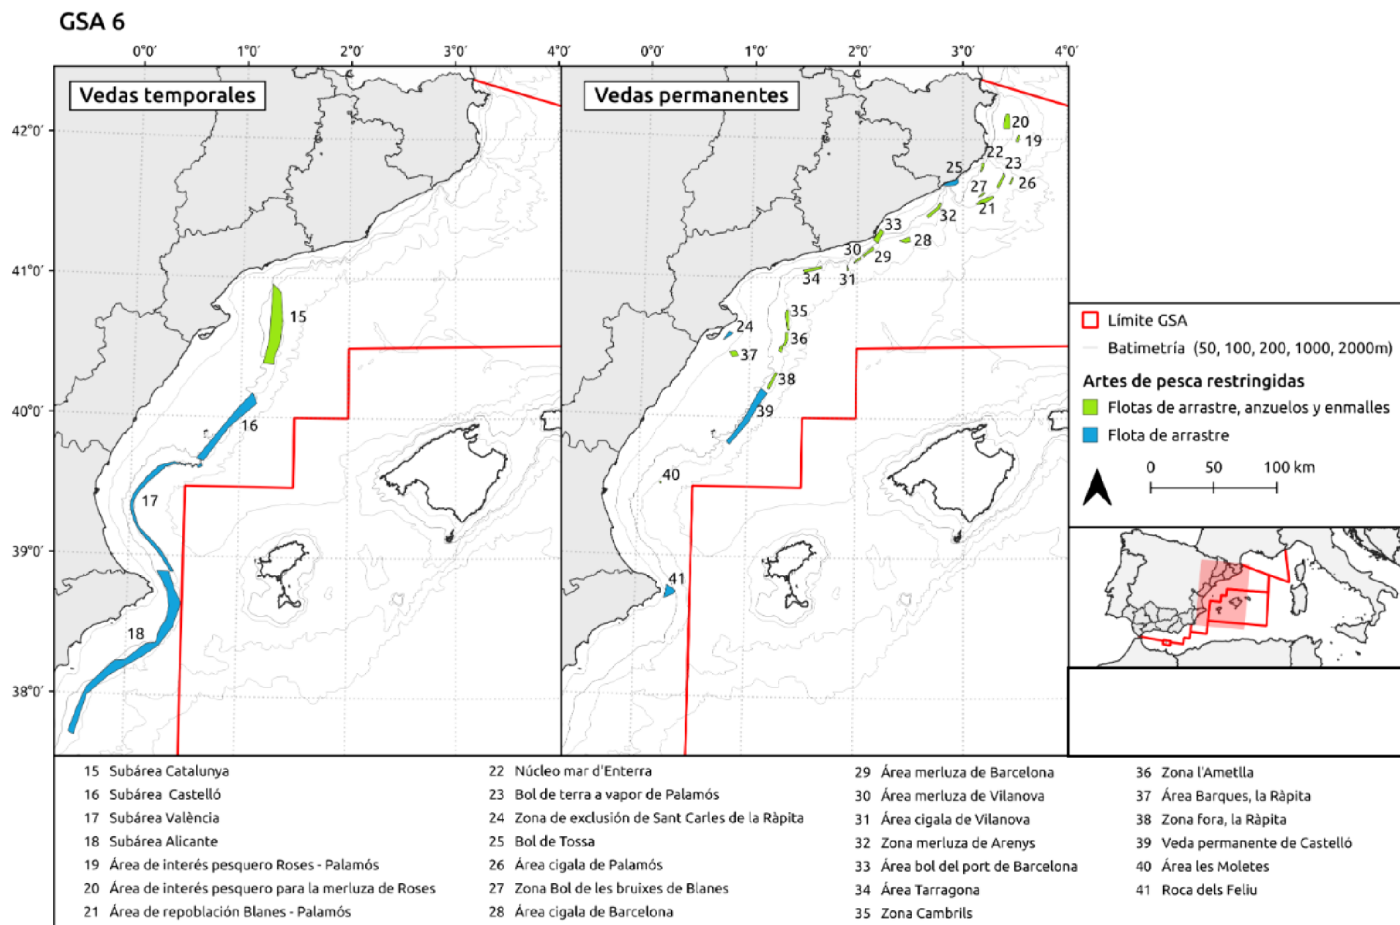 GSA 6
0°0' 1°0' 2°0' 3°0' 4°0' 0°0' 1°0' 2°0' 3°0' 4°0'
Vedas temporales
Vedas permanentes
42°0'
41°0'
40°0'
39°0'
38°0'
15
16
17
18
20
19
22
23
25
26
27
21
32
33
28
30
29
31
34
35
24
36
37
38
39
40
41
Límite GSA
Batimetría (50, 100, 200, 1000, 2000m)
Artes de pesca restringidas
Flotas de arrastre, anzuelos y enmalles
Flota de arrastre
0 50 100 km
15 Subárea Catalunya
16 Subárea Castelló
17 Subárea València
18 Subárea Alicante
19 Área de interés pesquero Roses - Palamós
20 Área de interés pesquero para la merluza de Roses
21 Área de repoblación Blanes - Palamós
22 Núcleo mar d'Enterra
23 Bol de terra a vapor de Palamós
24 Zona de exclusión de Sant Carles de la Ràpita
25 Bol de Tossa
26 Área cigala de Palamós
27 Zona Bol de les bruixes de Blanes
28 Área cigala de Barcelona
29 Área merluza de Barcelona
30 Área merluza de Vilanova
31 Área cigala de Vilanova
32 Zona merluza de Arenys
33 Área bol del port de Barcelona
34 Área Tarragona
35 Zona Cambrils
36 Zona l'Ametlla
37 Área Barques, la Ràpita
38 Zona fora, la Ràpita
39 Veda permanente de Castelló
40 Área les Moletes
41 Roca dels Feliu